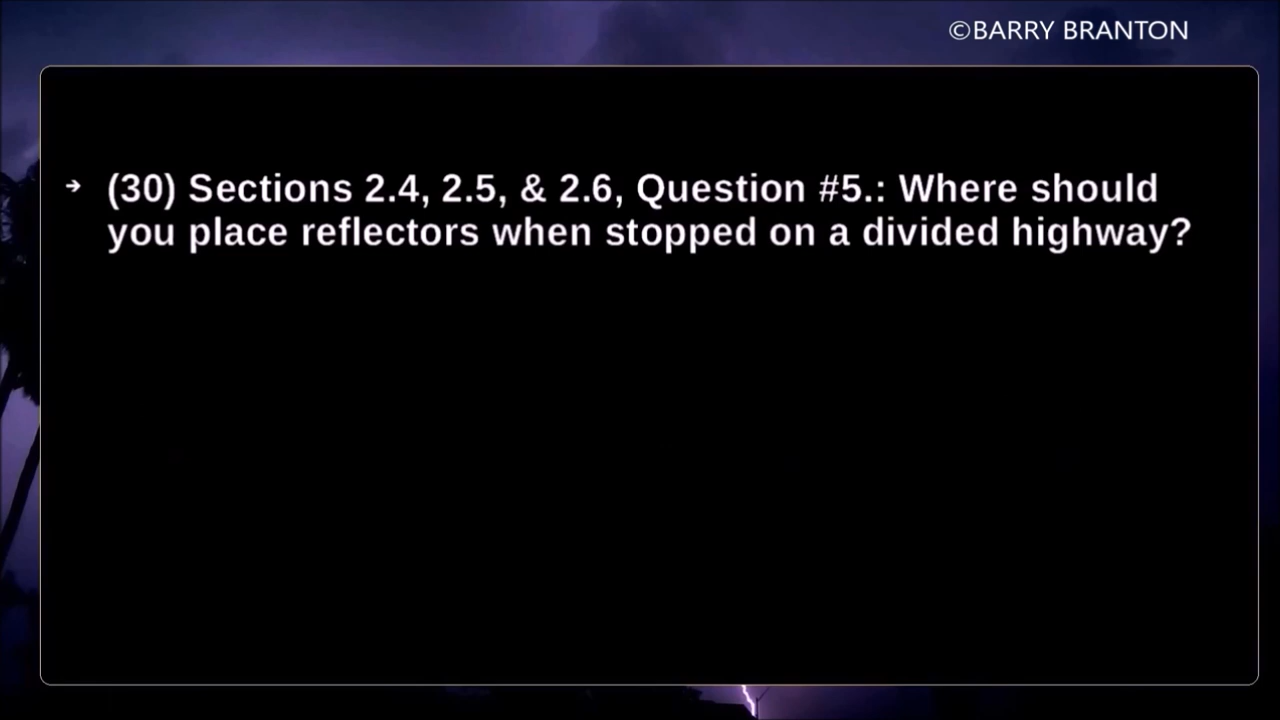 ©BARRY BRANTON
➔ (30) Sections 2.4, 2.5, & 2.6, Question #5.: Where should
you place reflectors when stopped on a divided highway?